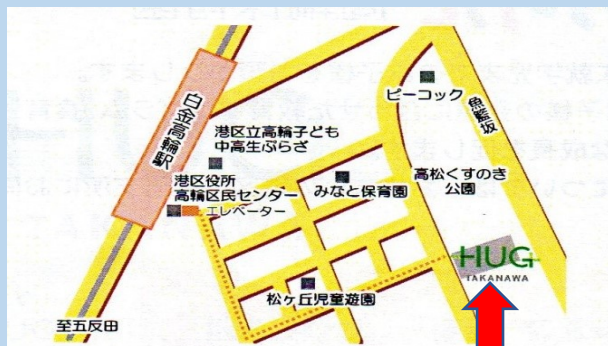 白金高輪駅
ピーコック
魚籃坂
港区立高輪子ども
中高生ぷらざ
港区役所
高輪区民センター
エレベーター
みなと保育園
高松くすのき
公園
HUG
TAKANAWA
松ヶ丘児童遊園
至五反田